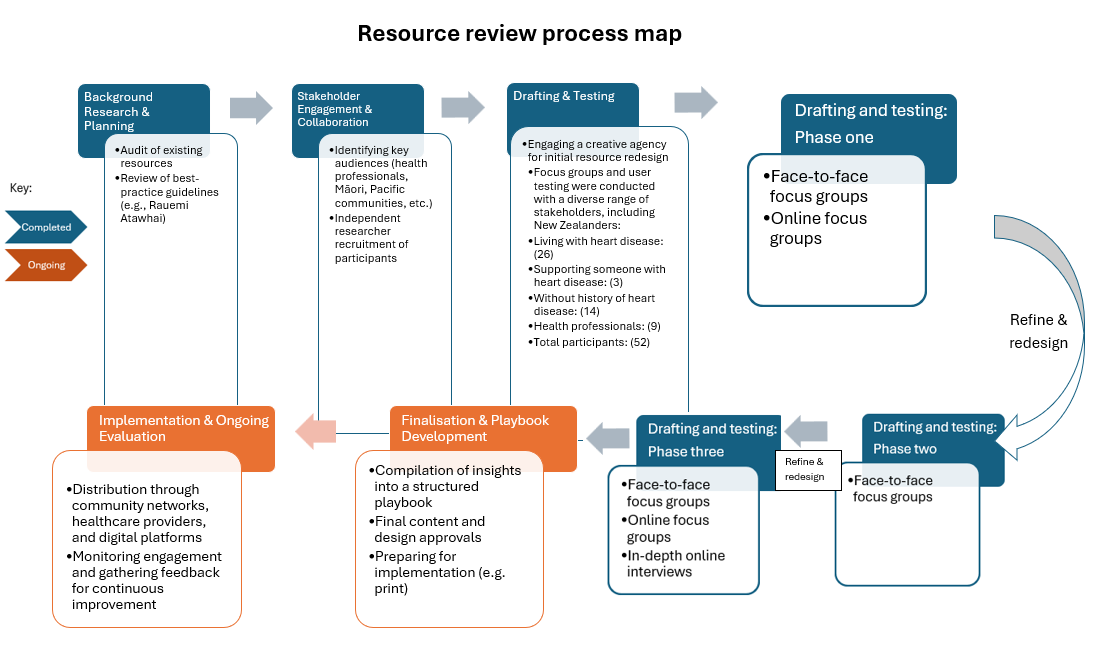 Resource review process map
Background
Research &
Planning
•Audit of existing
resources
•Review of best-
practice guidelines
(e.g., Rauemi
Atawhai)
Stakeholder
Engagement &
Collaboration
•Identifying key
audiences (health
professionals,
Māori, Pacific
communities, etc.)
•Independent
researcher
recruitment of
participants
Drafting & Testing
•Engaging a creative agency
for initial resource redesign
•Focus groups and user
testing were conducted
with a diverse range of
stakeholders, including
New Zealanders:
•Living with heart disease:
(26)
•Supporting someone with
heart disease: (3)
•Without history of heart
disease: (14)
•Health professionals: (9)
•Total participants: (52)
Drafting and testing:
Phase one
•Face-to-face
focus groups
•Online focus
groups
Key:
Completed
Ongoing
Refine &
redesign
Drafting and testing:
Phase two
•Face-to-face
focus groups
Refine &
redesign
Drafting and testing:
Phase three
•Face-to-face
focus groups
•Online focus
groups
•In-depth online
interviews
Finalisation & Playbook
Development
•Compilation of insights
into a structured
playbook
•Final content and
design approvals
•Preparing for
implementation (e.g.
print)
Implementation & Ongoing
Evaluation
•Distribution through
community networks,
healthcare providers,
and digital platforms
•Monitoring engagement
and gathering feedback
for continuous
improvement